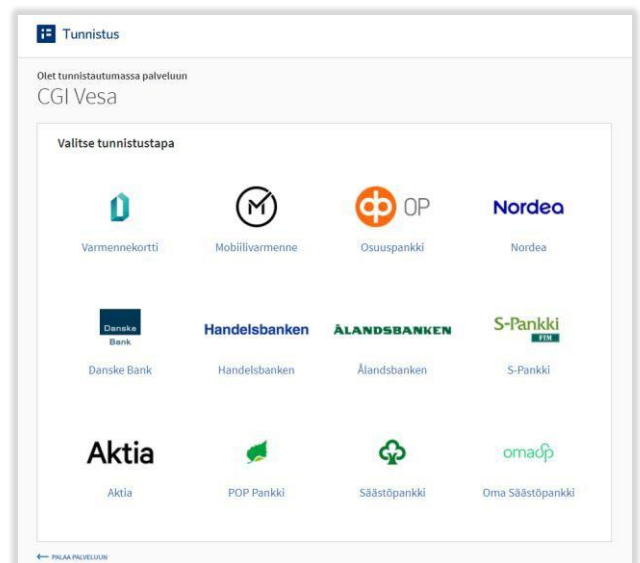 Tunnistus
Olet tunnistautumassa palveluun
CGI Vesa
Valitse tunnistustapa
OP Nordea
Varmennekortti Mobiilivarmenne Osuuspankki Nordea
Danske Bank Handelsbanken ÅLANDSBANKEN S-Pankki FIM
Danske Bank Handelsbanken Ålandsbanken S-Pankki
Aktia omasp
Aktia POP Pankki Säästöpankki Oma Säästöpankki
← PALAA PALVELUUN